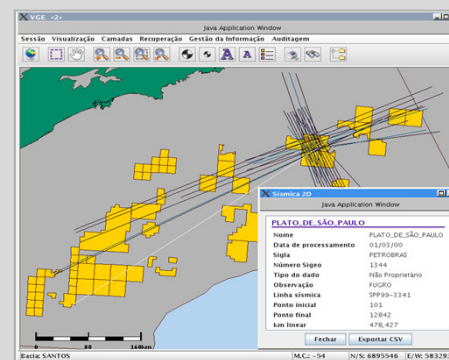 VGE <2>
Java Application Window
Sessão Visualização Camadas Recuperação Gestão da Informação Auditagem
A A
Sísmica 2D
Java Application Window
PLATO_DE_SÃO_PAULO
Nome PLATO_DE_SÃO_PAULO
Data de processamento 01/03/00
Sigla PETROBRAS
Número Sigeo 1344
Tipo do dado Não Proprietário
Observação FUGRO
Linha sísmica SPP99-3341
Ponto inicial 101
Ponto final 12842
km linear 478,427
Fechar Exportar CSV
Bacia: SANTOS M.C.: -54 N/S: 6895546 E/W: 58329